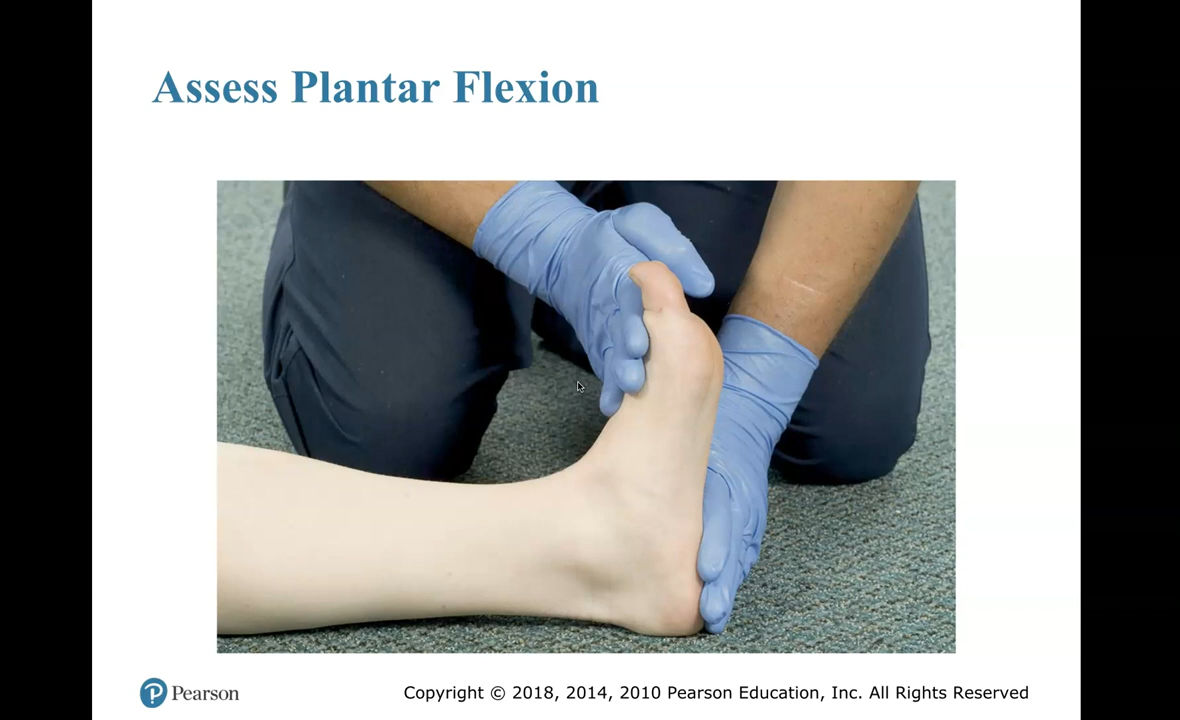 Assess Plantar Flexion
Pearson
Copyright © 2018, 2014, 2010 Pearson Education, Inc. All Rights Reserved